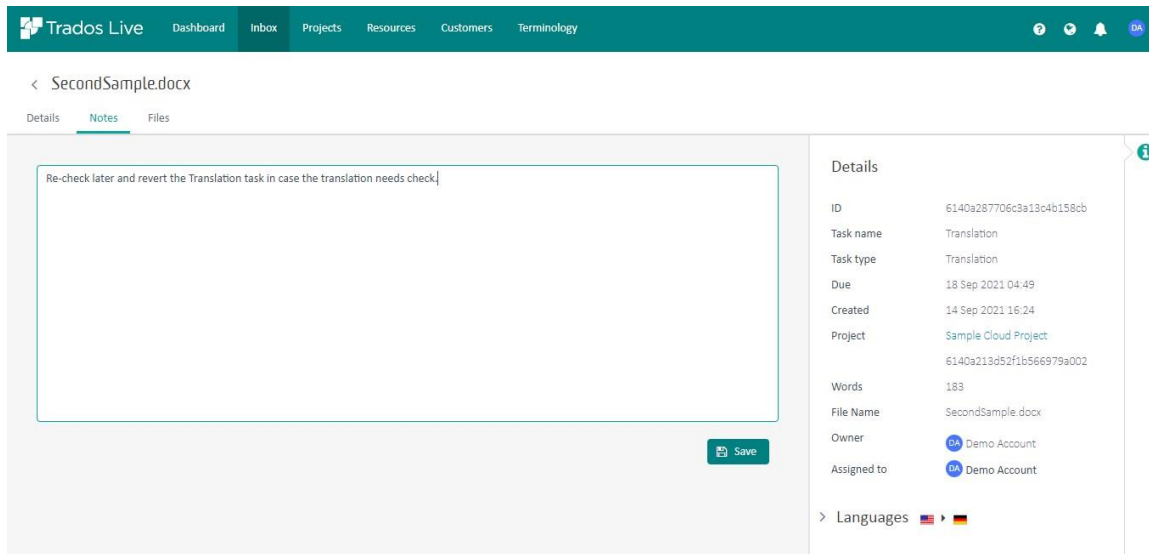 Trados Live Dashboard Inbox Projects Resources Customers Terminology DA
SecondSample.docx
Details Notes Files
Re-check later and revert the Translation task in case the translation needs check.
Save
Details
ID 6140a287706c3a13c4b158cb
Task name Translation
Task type Translation
Due 18 Sep 2021 04:49
Created 14 Sep 2021 16:24
Project Sample Cloud Project
6140a213d52f1b566979a002
Words 183
File Name SecondSample.docx
Owner DA Demo Account
Assigned to DA Demo Account
Languages